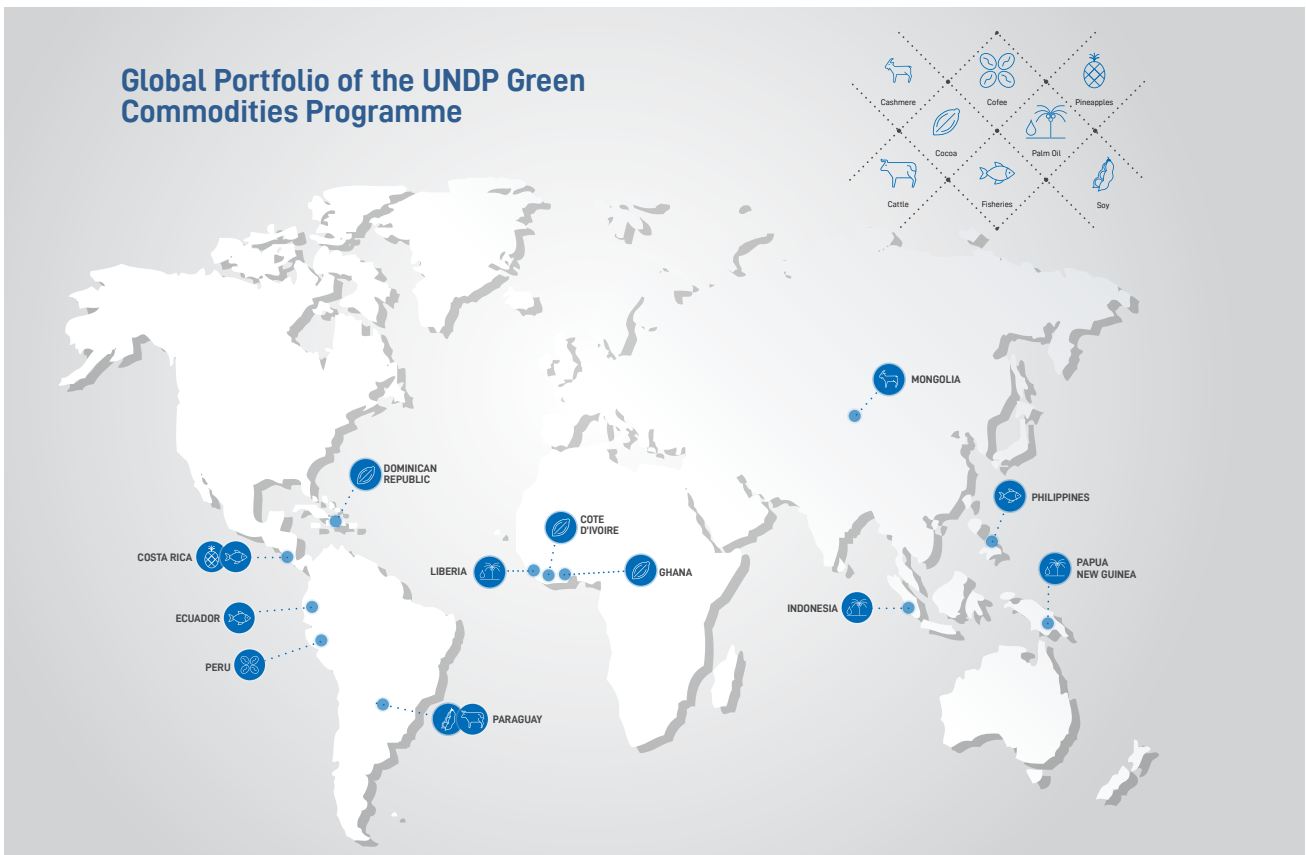 Global Portfolio of the UNDP Green
Commodities Programme
Cashmere
Cofee
Pineapples
Cocoa
Palm Oil
Cattle
Fisheries
Soy
MONGOLIA
DOMINICAN
REPUBLIC
PHILIPPINES
COTE
D'IVOIRE
COSTA RICA
LIBERIA
GHANA
PAPUA
NEW GUINEA
INDONESIA
ECUADOR
PERU
PARAGUAY